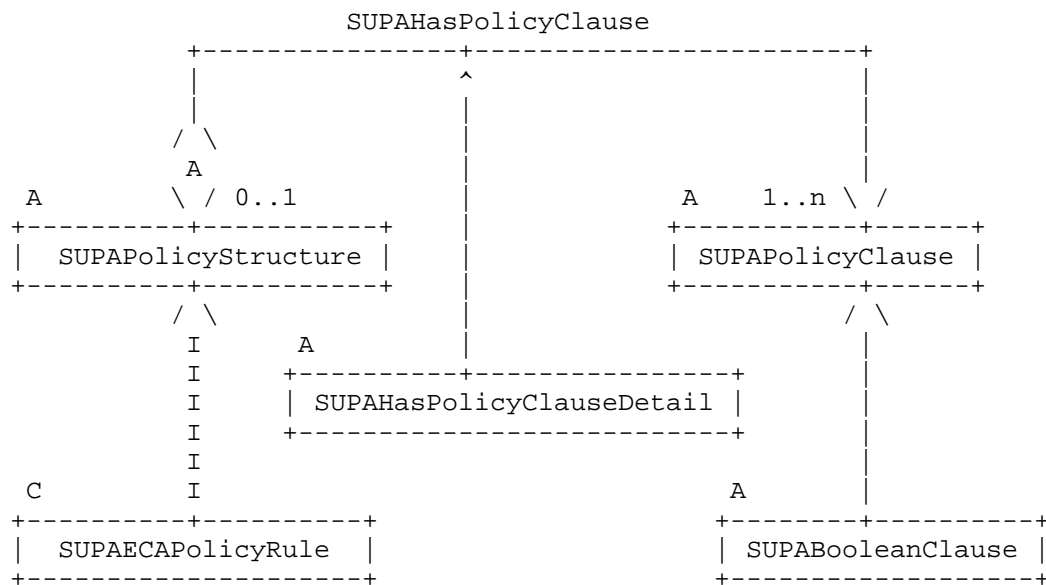 SUPAHasPolicyClause
A
A 0..1 A 1..n
SUPAPolicyStructure SUPAPolicyClause
I A
I
I SUPAHasPolicyClauseDetail
I
I
C I A
SUPAECAPolicyRule SUPABooleanClause